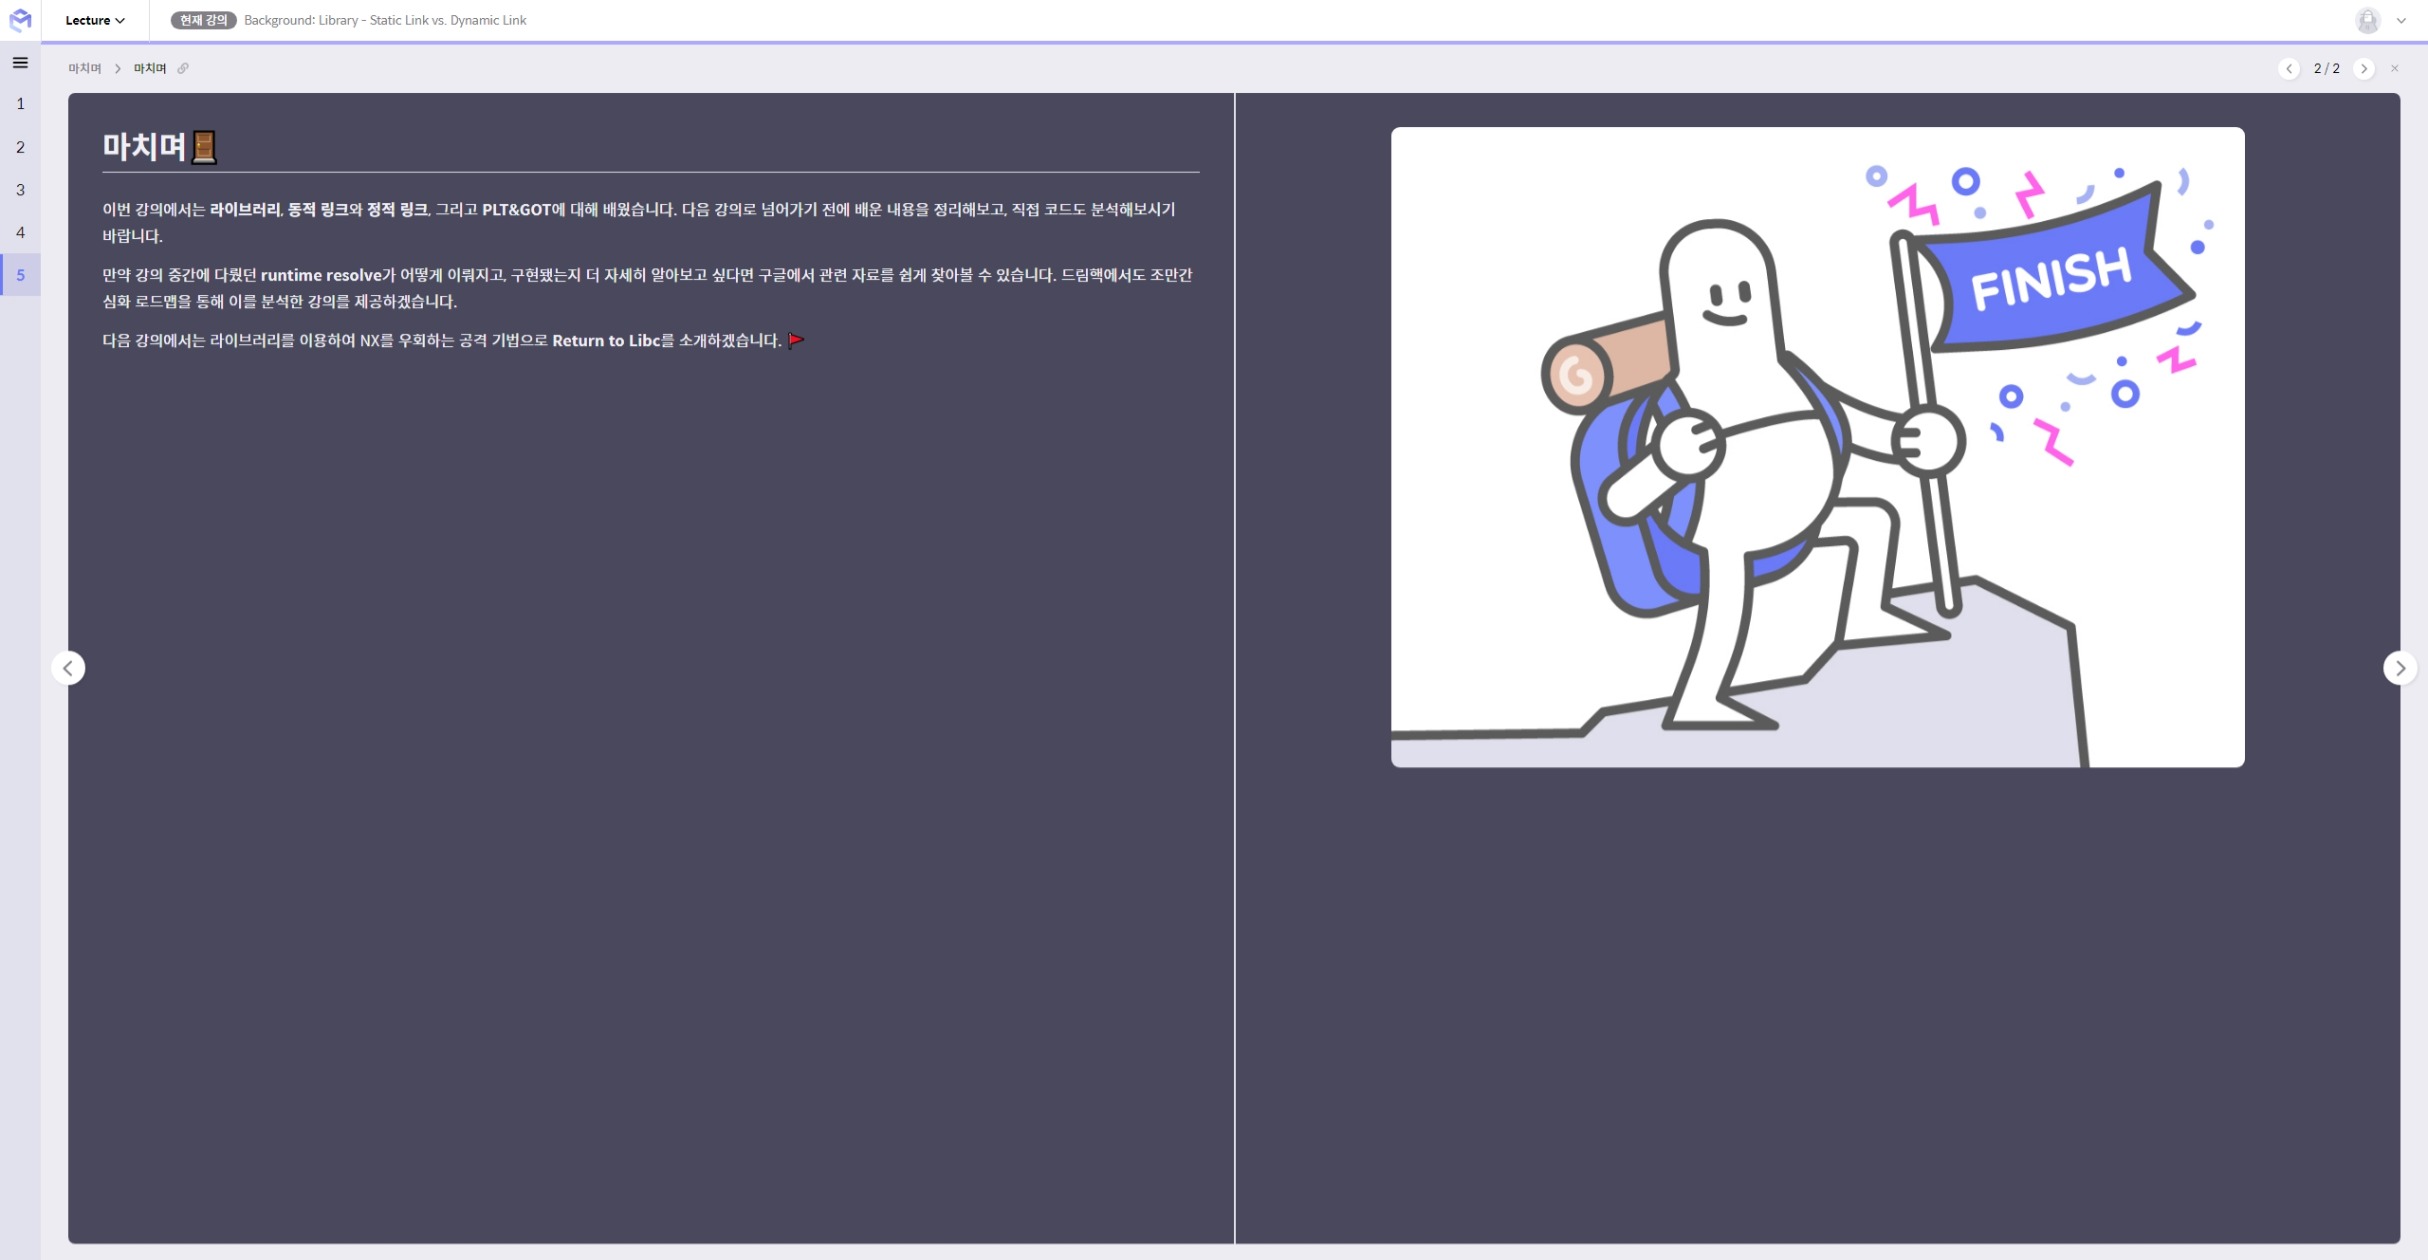 Lecture
현재 강의 Background: Library - Static Link vs. Dynamic Link
마치며 > 마치며
2 / 2
1
2
3
4
5
마치며
이번 강의에서는 라이브러리, 동적 링크와 정적 링크, 그리고 PLT&GOT에 대해 배웠습니다. 다음 강의로 넘어가기 전에 배운 내용을 정리해보고, 직접 코드도 분석해보시기
바랍니다.
만약 강의 중간에 다뤘던 runtime resolve가 어떻게 이뤄지고, 구현됐는지 더 자세히 알아보고 싶다면 구글에서 관련 자료를 쉽게 찾아볼 수 있습니다. 드림핵에서도 조만간
심화 로드맵을 통해 이를 분석한 강의를 제공하겠습니다.
다음 강의에서는 라이브러리를 이용하여 NX를 우회하는 공격 기법으로 Return to Libc를 소개하겠습니다.
FINISH